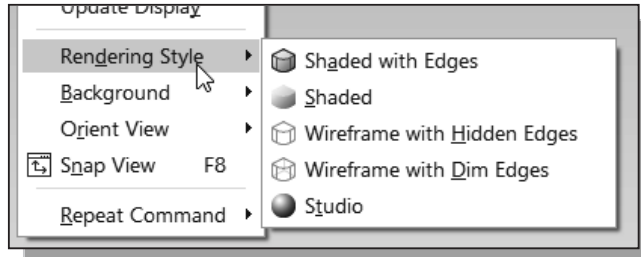 Update Display
Rendering Style
Background
Orient View
Snap View F8
Repeat Command
Shaded with Edges
Shaded
Wireframe with Hidden Edges
Wireframe with Dim Edges
Studio